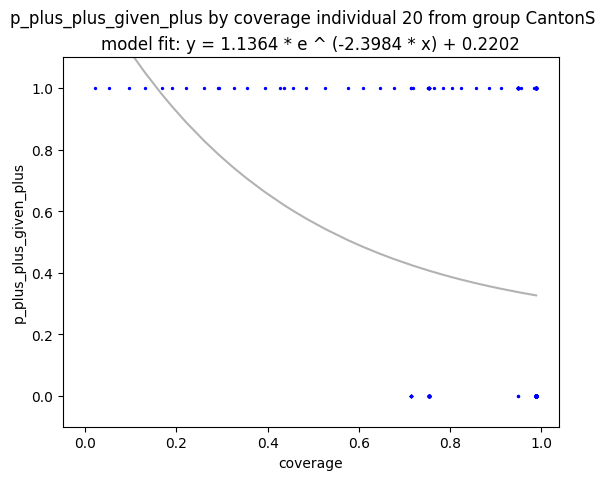 p_plus_plus_given_plus by coverage individual 20 from group CantonS
model fit: y = 1.1364 * e ^ (-2.3984 * x) + 0.2202
1.0
0.8
0.6
0.4
0.2
0.0
p_plus_plus_given_plus
0.0 0.2 0.4 0.6 0.8 1.0
coverage